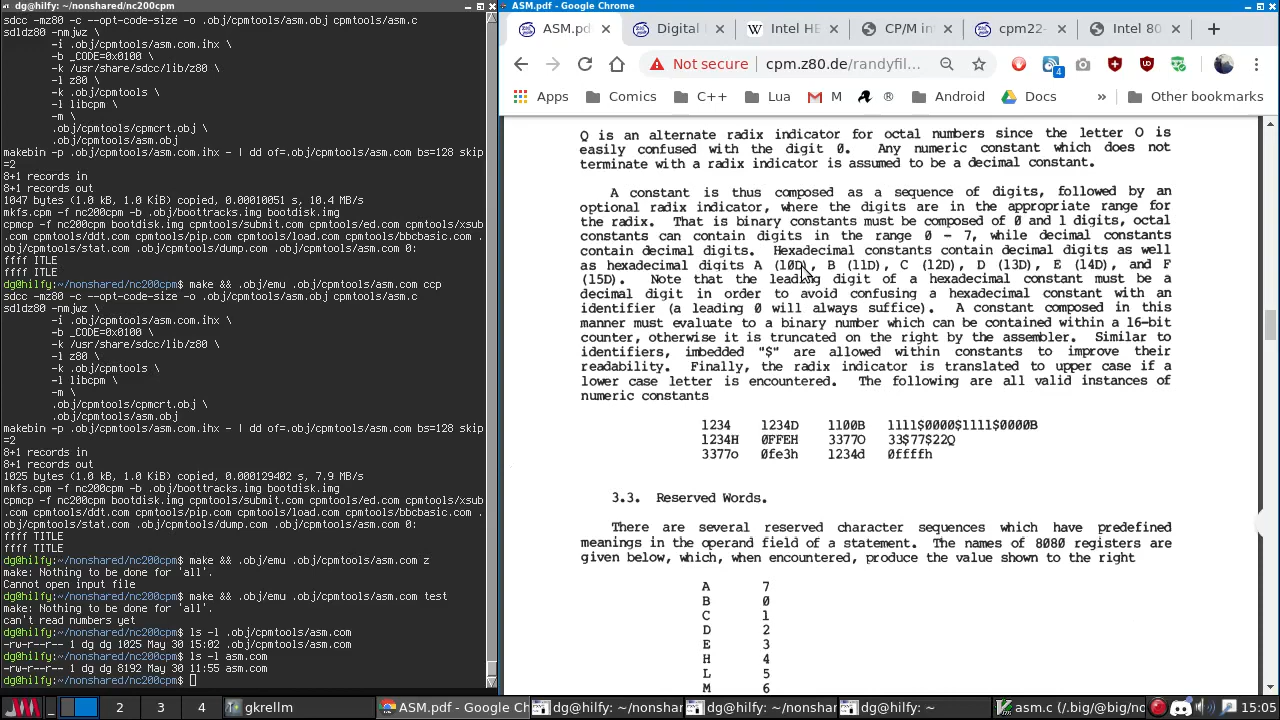 dg@hilfy: ~/nonshared/nc200cpm
sdcc -mz80 -c --opt-code-size -o .obj/cpmtools/asm.obj cpmtools/asm.c
sdldz80 -nmjwz \
-i .obj/cpmtools/asm.com.ihx \
-b _CODE=0x0100 \
-k /usr/share/sdcc/lib/z80 \
-l z80 \
-k .obj/cpmtools \
-l libcpm \
-m \
.obj/cpmtools/cpmcrt.obj \
.obj/cpmtools/asm.obj
makebin -p .obj/cpmtools/asm.com.ihx - | dd of=.obj/cpmtools/asm.com bs=128 skip
=2
8+1 records in
8+1 records out
1047 bytes (1.0 kB, 1.0 KiB) copied, 0.00010051 s, 10.4 MB/s
mkfs.cpm -f nc200cpm -b .obj/boottracks.img bootdisk.img
cpmcp -f nc200cpm bootdisk.img cpmtools/submit.com cpmtools/ed.com cpmtools/xsub
.com cpmtools/ddt.com cpmtools/pip.com cpmtools/load.com cpmtools/bbcbasic.com .
obj/cpmtools/stat.com .obj/cpmtools/dump.com .obj/cpmtools/asm.com 0:
ffff ITLE
ffff ITLE
dg@hilfy:~/nonshared/nc200cpm$ make && .obj/emu .obj/cpmtools/asm.com ccp
sdcc -mz80 -c --opt-code-size -o .obj/cpmtools/asm.obj cpmtools/asm.c
sdldz80 -nmjwz \
-i .obj/cpmtools/asm.com.ihx \
-b _CODE=0x0100 \
-k /usr/share/sdcc/lib/z80 \
-l z80 \
-k .obj/cpmtools \
-l libcpm \
-m \
.obj/cpmtools/cpmcrt.obj \
.obj/cpmtools/asm.obj
makebin -p .obj/cpmtools/asm.com.ihx - | dd of=.obj/cpmtools/asm.com bs=128 skip
=2
8+1 records in
8+1 records out
1025 bytes (1.0 kB, 1.0 KiB) copied, 0.000129402 s, 7.9 MB/s
mkfs.cpm -f nc200cpm -b .obj/boottracks.img bootdisk.img
cpmcp -f nc200cpm bootdisk.img cpmtools/submit.com cpmtools/ed.com cpmtools/xsub
.com cpmtools/ddt.com cpmtools/pip.com cpmtools/load.com cpmtools/bbcbasic.com .
obj/cpmtools/stat.com .obj/cpmtools/dump.com .obj/cpmtools/asm.com 0:
ffff TITLE
ffff TITLE
dg@hilfy:~/nonshared/nc200cpm$ make && .obj/emu .obj/cpmtools/asm.com z
make: Nothing to be done for 'all'.
Cannot open input file
dg@hilfy:~/nonshared/nc200cpm$ make && .obj/emu .obj/cpmtools/asm.com test
make: Nothing to be done for 'all'.
can't read numbers yet
dg@hilfy:~/nonshared/nc200cpm$ ls -l .obj/cpmtools/asm.com
-rw-r--r-- 1 dg dg 1025 May 30 15:02 .obj/cpmtools/asm.com
dg@hilfy:~/nonshared/nc200cpm$ ls -l asm.com
-rw-r--r-- 1 dg dg 8192 May 30 11:55 asm.com
dg@hilfy:~/nonshared/nc200cpm$
ASM.pdf - Google Chrome
ASM.pd Digital Intel HE CP/M in cpm22- Intel 80
Not secure cpm.z80.de/randyfil... 4
Apps Comics C++ Lua M ® Android Docs » Other bookmarks
Q is an alternate radix indicator for octal numbers since the letter O is
easily confused with the digit 0. Any numeric constant which does not
terminate with a radix indicator is assumed to be a decimal constant.
A constant is thus composed as a sequence of digits, followed by an
optional radix indicator, where the digits are in the appropriate range for
the radix. That is binary constants must be composed of 0 and 1 digits, octal
constants can contain digits in the range 0 - 7, while decimal constants
contain decimal digits. Hexadecimal constants contain decimal digits as well
as hexadecimal digits A (10D), B (11D), C (12D), D (13D), E (14D), and F
(15D). Note that the leading digit of a hexadecimal constant must be a
decimal digit in order to avoid confusing a hexadecimal constant with an
identifier (a leading 0 will always suffice). A constant composed in this
manner must evaluate to a binary number which can be contained within a 16-bit
counter, otherwise it is truncated on the right by the assembler. Similar to
identifiers, imbedded "$" are allowed within constants to improve their
readability. Finally, the radix indicator is translated to upper case if a
lower case letter is encountered. The following are all valid instances of
numeric constants
1234 1234D 1100B 1111$0000$1111$0000B
1234H 0FFEH 3377O 33$77$22Q
3377o 0fe3h 1234d 0ffffh
3.3. Reserved Words.
There are several reserved character sequences which have predefined
meanings in the operand field of a statement. The names of 8080 registers are
given below, which, when encountered, produce the value shown to the right
A 7
B 0
C 1
D 2
E 3
H 4
L 5
M 6
2 3 4 gkrellm ASM.pdf - Google Ch dg@hilfy: ~/nonshar dg@hilfy: ~/nonshar dg@hilfy: ~ asm.c (/.big/@big/nc 15:05